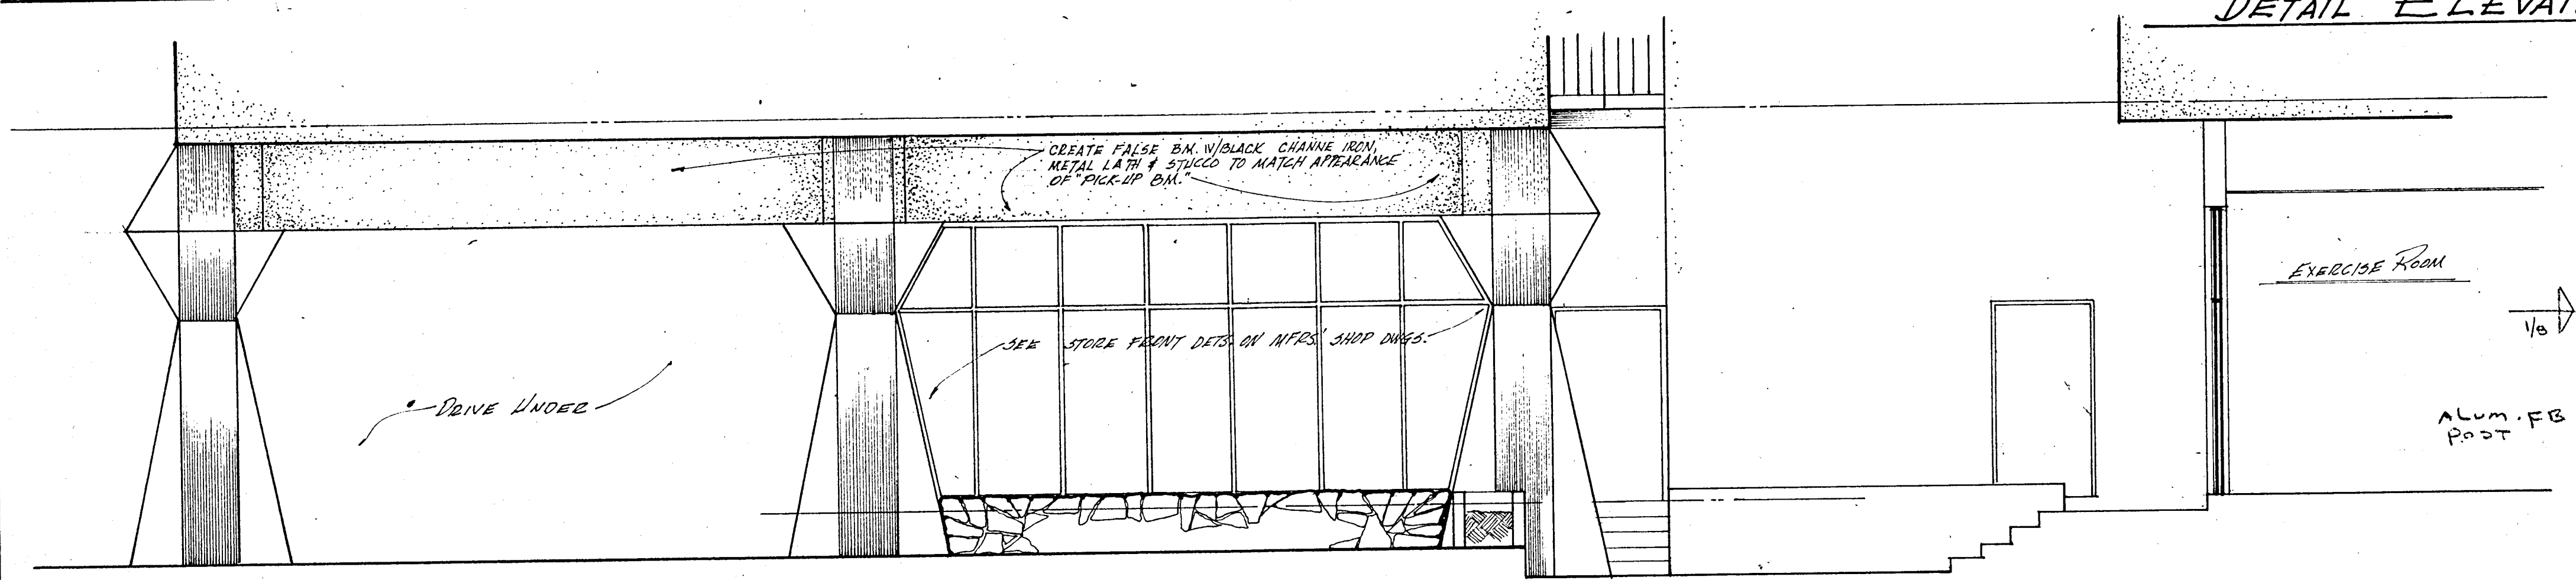 DETAIL ELEVAT
CREATE FALSE BM. W/BLACK CHANNE IRON,
METAL LATH & STUCCO TO MATCH APPEARANCE
OF "PICK-UP BM."
EXERCISE ROOM
1/8
SEE STORE FRONT DETS ON MFRS' SHOP DWGS.
DRIVE UNDER
ALUM. FB
POST